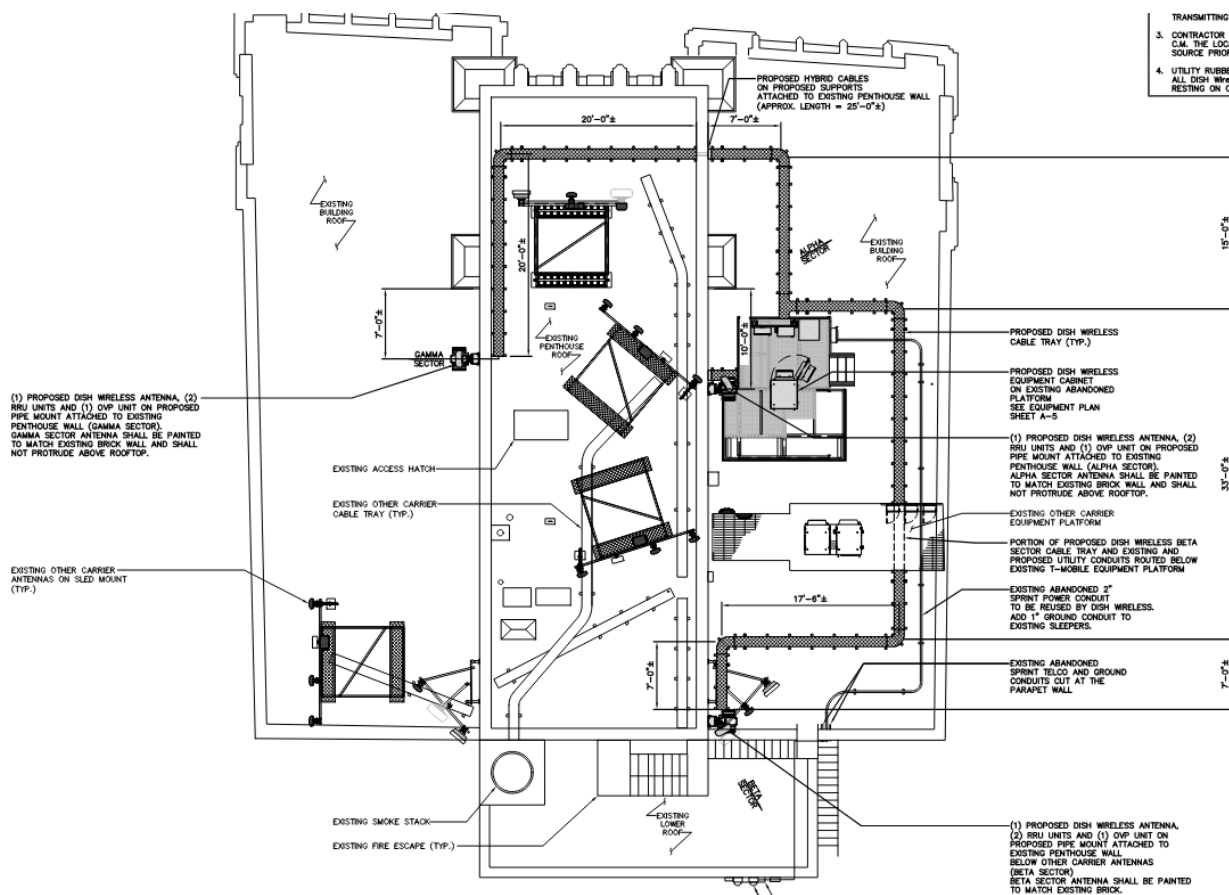 TRANSMITTING
3. CONTRACTOR
C.M. THE LOC
SOURCE PRIO
4. UTILITY RUBBE
ALL DISH Wire
RESTING ON
PROPOSED HYBRID CABLES
ON PROPOSED SUPPORTS
ATTACHED TO EXISTING PENTHOUSE WALL
(APPROX. LENGTH = 25'-0"±)
20'-0"±
7'-0"±
EXISTING
BUILDING
ROOF
20'-0"±
ALPHA
SECTOR
EXISTING
BUILDING
ROOF
15'-0"±
7'-0"±
10'-0"±
EXISTING
PENTHOUSE
ROOF
GAMMA
SECTOR
PROPOSED DISH WIRELESS
CABLE TRAY (TYP.)
PROPOSED DISH WIRELESS
EQUIPMENT CABINET
ON EXISTING ABANDONED
PLATFORM
SEE EQUIPMENT PLAN
SHEET A-5
(1) PROPOSED DISH WIRELESS ANTENNA, (2)
RRU UNITS AND (1) OVP UNIT ON PROPOSED
PIPE MOUNT ATTACHED TO EXISTING
PENTHOUSE WALL (GAMMA SECTOR).
GAMMA SECTOR ANTENNA SHALL BE PAINTED
TO MATCH EXISTING BRICK WALL AND SHALL
NOT PROTRUDE ABOVE ROOFTOP.
(1) PROPOSED DISH WIRELESS ANTENNA, (2)
RRU UNITS AND (1) OVP UNIT ON PROPOSED
PIPE MOUNT ATTACHED TO EXISTING
PENTHOUSE WALL (ALPHA SECTOR).
ALPHA SECTOR ANTENNA SHALL BE PAINTED
TO MATCH EXISTING BRICK WALL AND SHALL
NOT PROTRUDE ABOVE ROOFTOP.
33'-0"±
EXISTING ACCESS HATCH
EXISTING OTHER CARRIER
CABLE TRAY (TYP.)
EXISTING OTHER CARRIER
EQUIPMENT PLATFORM
PORTION OF PROPOSED DISH WIRELESS BETA
SECTOR CABLE TRAY AND EXISTING AND
PROPOSED UTILITY CONDUITS ROUTED BELOW
EXISTING T-MOBILE EQUIPMENT PLATFORM
EXISTING OTHER CARRIER
ANTENNAS ON SLED MOUNT
(TYP.)
EXISTING ABANDONED 2"
SPRINT POWER CONDUIT
TO BE REUSED BY DISH WIRELESS.
ADD 1" GROUND CONDUIT TO
EXISTING SLEEPERS.
17'-6"±
7'-0"±
7'-0"±
EXISTING ABANDONED
SPRINT TELCO AND GROUND
CONDUITS CUT AT THE
PARAPET WALL
BETA
SECTOR
EXISTING SMOKE STACK
EXISTING FIRE ESCAPE (TYP.)
EXISTING
LOWER
ROOF
(1) PROPOSED DISH WIRELESS ANTENNA,
(2) RRU UNITS AND (1) OVP UNIT ON
PROPOSED PIPE MOUNT ATTACHED TO
EXISTING PENTHOUSE WALL
BELOW OTHER CARRIER ANTENNAS
(BETA SECTOR)
BETA SECTOR ANTENNA SHALL BE PAINTED
TO MATCH EXISTING BRICK.